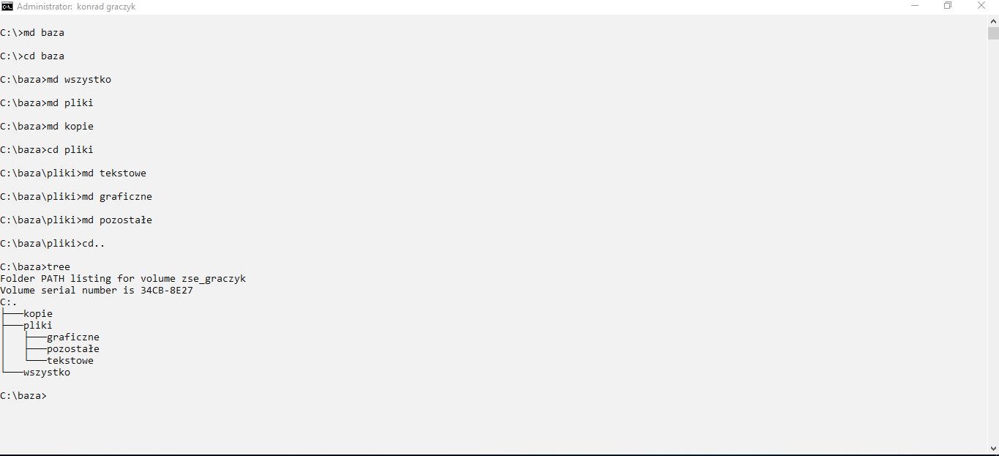 Administrator: konrad graczyk
C:\>md baza
C:\>cd baza
C:\baza>md wszystko
C:\baza>md pliki
C:\baza>md kopie
C:\baza>cd pliki
C:\baza\pliki>md tekstowe
C:\baza\pliki>md graficzne
C:\baza\pliki>md pozostałe
C:\baza\pliki>cd..
C:\baza>tree
Folder PATH listing for volume zse_graczyk
Volume serial number is 34CB-8E27
C:.
├───kopie
├───pliki
│   ├───graficzne
│   ├───pozostałe
│   └───tekstowe
└───wszystko
C:\baza>